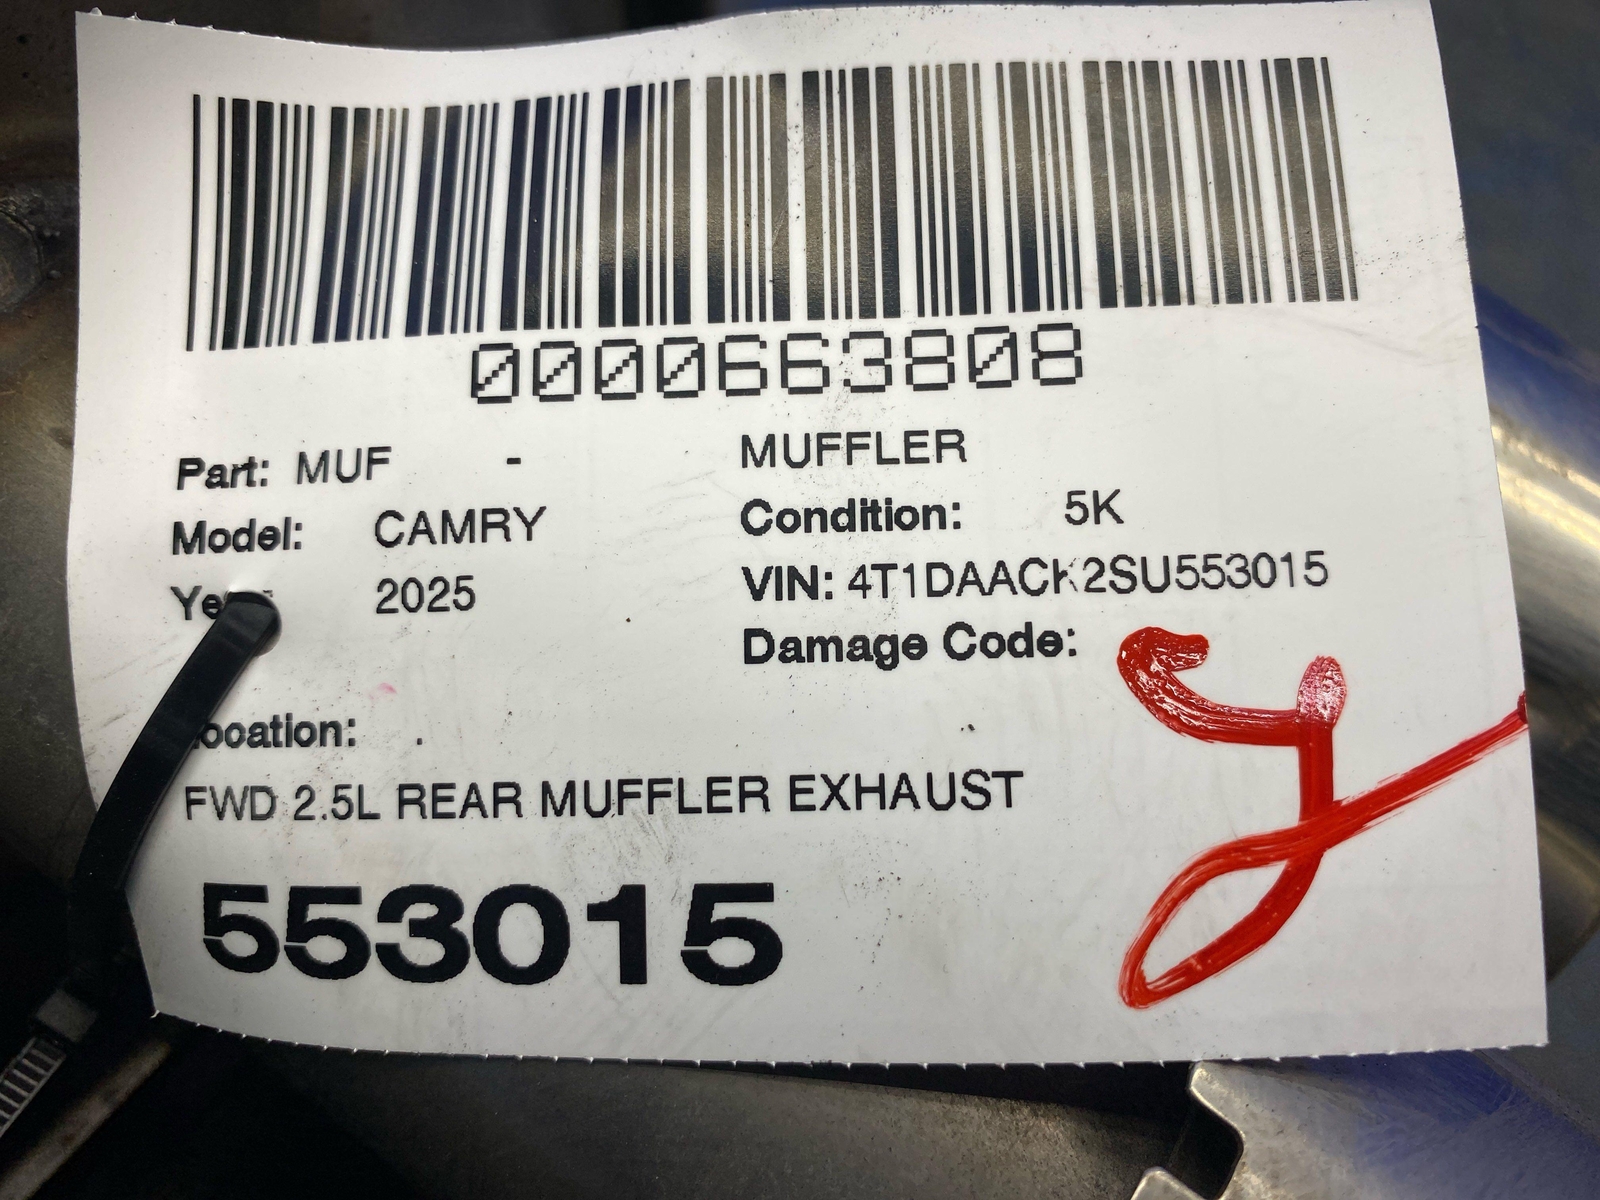 0000663808
Part: MUF - MUFFLER
Model: CAMRY Condition: 5K
2025 VIN: 4T1DAACK2SU553015
Damage Code:
Location: .
FWD 2.5L REAR MUFFLER EXHAUST
553015